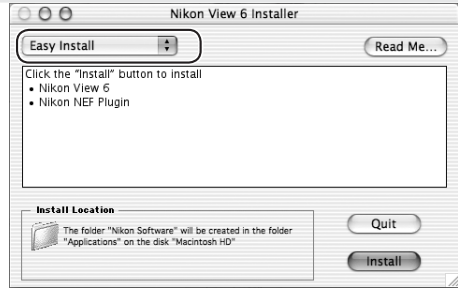 Nikon View 6 Installer
Easy Install
Read Me...
Click the "Install" button to install
• Nikon View 6
• Nikon NEF Plugin
Install Location
The folder "Nikon Software" will be created in the folder
"Applications" on the disk "Macintosh HD"
Quit
Install